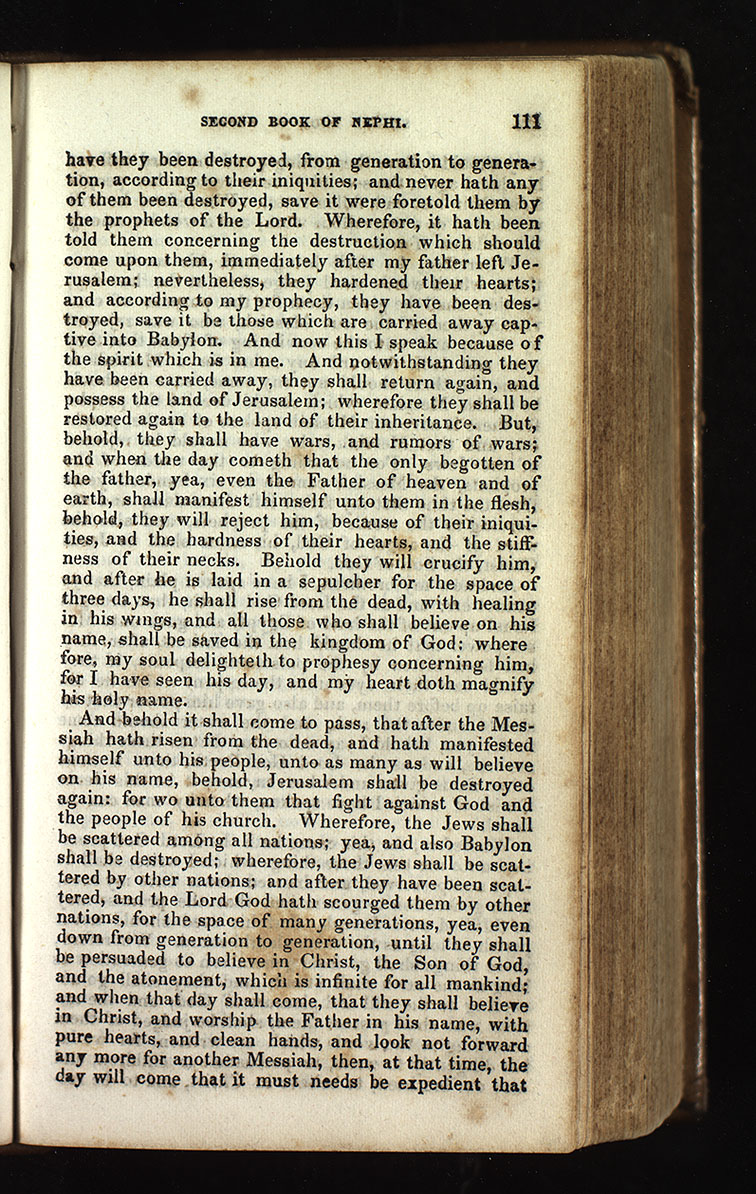 SECOND BOOK OF NEPHI. 111
have they been destroyed, from generation to genera-
tion, according to their iniquities; and never hath any
of them been destroyed, save it were foretold them by
the prophets of the Lord. Wherefore, it hath been
told them concerning the destruction which should
come upon them, immediately after my father left Je-
rusalem; nevertheless, they hardened their hearts;
and according to my prophecy, they have been des-
troyed, save it be those which are carried away cap-
tive into Babylon. And now this I speak because of
the spirit which is in me. And notwithstanding they
have been carried away, they shall return again, and
possess the land of Jerusalem; wherefore they shall be
restored again to the land of their inheritance. But,
behold, they shall have wars, and rumors of wars;
and when the day cometh that the only begotten of
the father, yea, even the Father of heaven and of
earth, shall manifest himself unto them in the flesh,
behold, they will reject him, because of their iniqui-
ties, and the hardness of their hearts, and the stiff-
ness of their necks. Behold they will crucify him,
and after he is laid in a sepulcher for the space of
three days, he shall rise from the dead, with healing
in his wings, and all those who shall believe on his
name, shall be saved in the kingdom of God: where
fore, my soul delighteth to prophesy concerning him,
for I have seen his day, and my heart doth magnify
his holy name.
And behold it shall come to pass, that after the Mes-
siah hath risen from the dead, and hath manifested
himself unto his people, unto as many as will believe
on his name, behold, Jerusalem shall be destroyed
again: for wo unto them that fight against God and
the people of his church. Wherefore, the Jews shall
be scattered among all nations; yea, and also Babylon
shall be destroyed; wherefore, the Jews shall be scat-
tered by other nations; and after they have been scat-
tered, and the Lord God hath scourged them by other
nations, for the space of many generations, yea, even
down from generation to generation, until they shall
be persuaded to believe in Christ, the Son of God,
and the atonement, which is infinite for all mankind;
and when that day shall come, that they shall believe
in Christ, and worship the Father in his name, with
pure hearts, and clean hands, and look not forward
any more for another Messiah, then, at that time, the
day will come that it must needs be expedient that